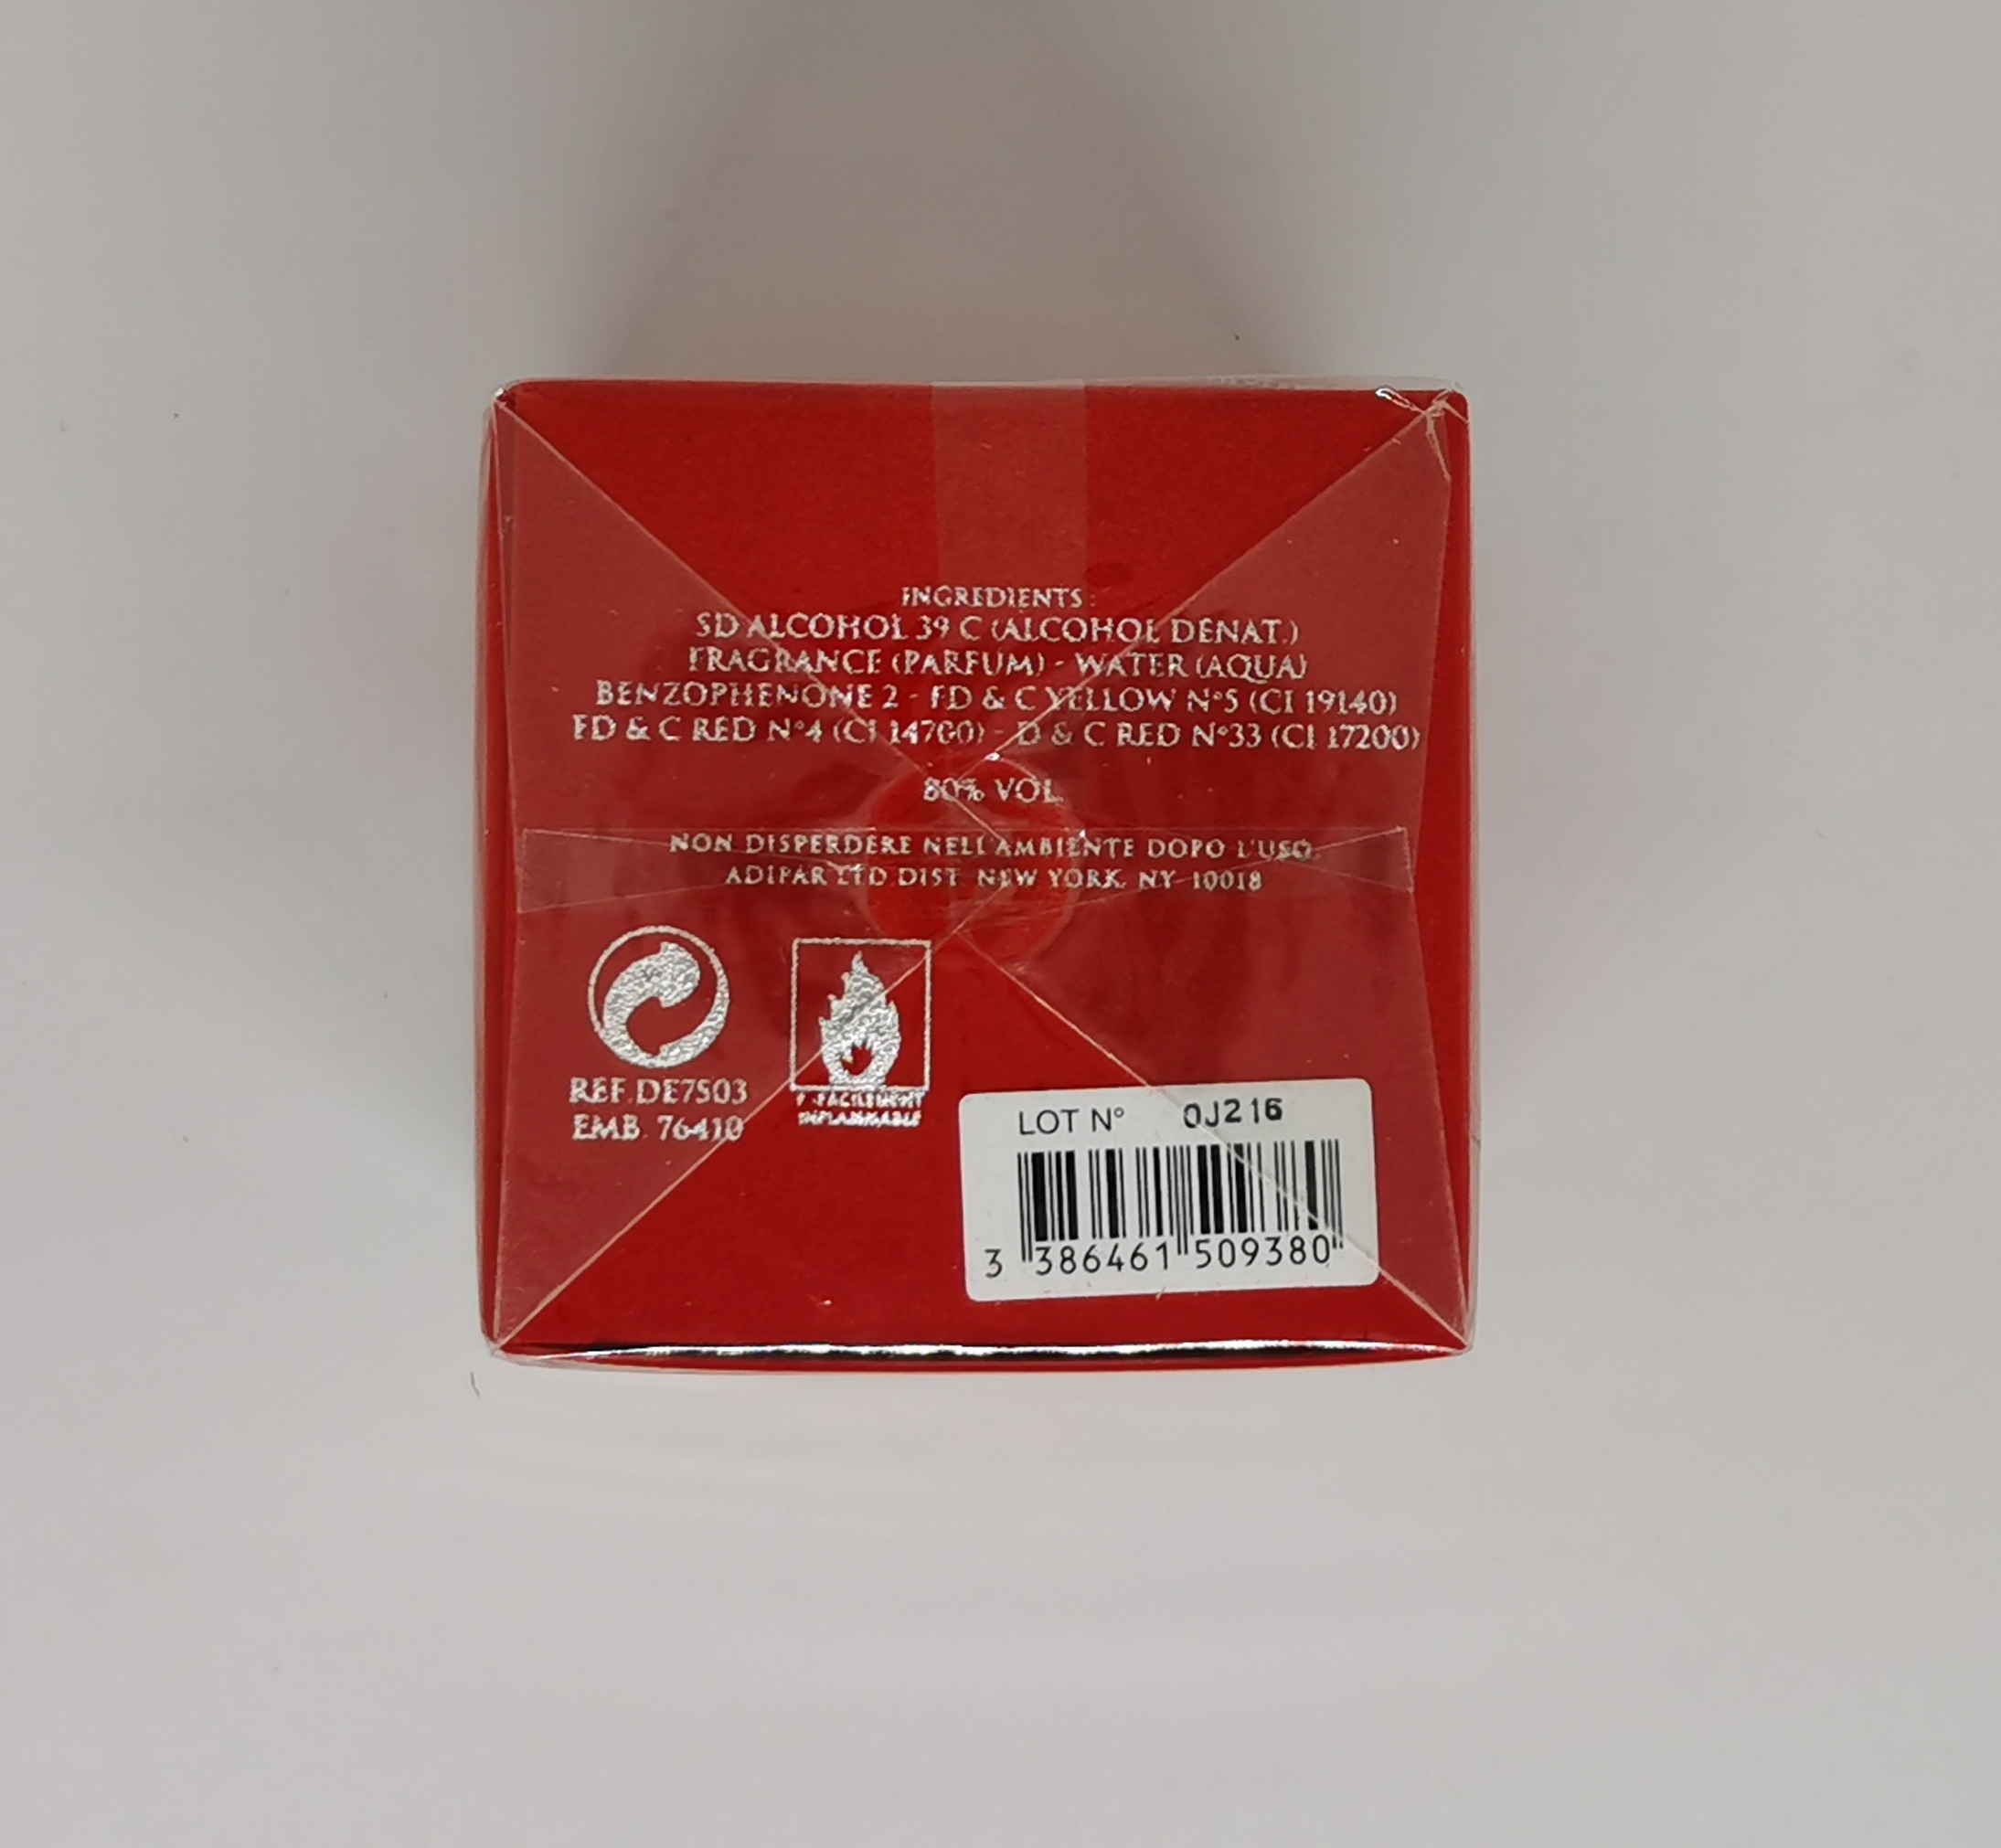 INGREDIENTS :
SD ALCOHOL 39 C (ALCOHOL DENAT.)
FRAGRANCE (PARFUM) - WATER (AQUA)
BENZOPHENONE 2 - FD & C YELLOW N°5 (CI 19140)
FD & C RED N°4 (CI 14700) - D & C RED N°33 (CI 17200)
80% VOL.
NON DISPERDERE NELL'AMBIENTE DOPO L'USO.
ADIPAR LTD DIST. NEW YORK. NY 10018
REF.DE7503
EMB. 76410
F-FACILEMENT
INFLAMMABLE
LOT N° 0J216
3 386461 509380